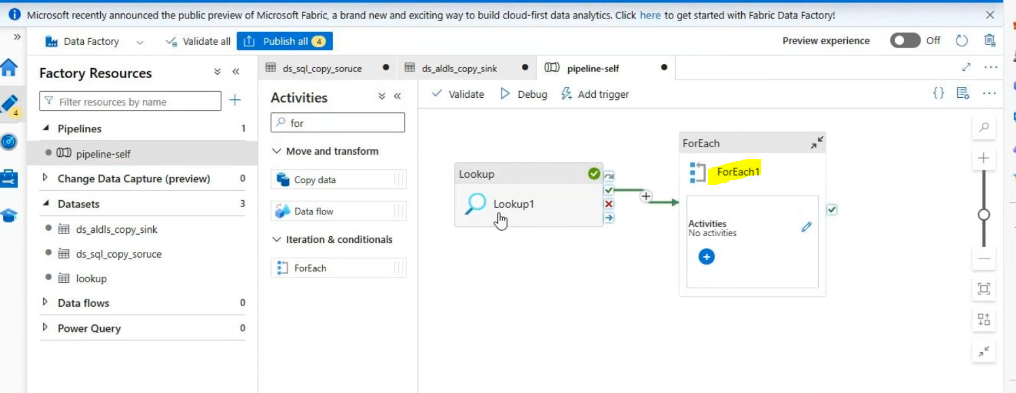 Microsoft recently announced the public preview of Microsoft Fabric, a brand new and exciting way to build cloud-first data analytics. Click here to get started with Fabric Data Factory!
Data Factory
Validate all
Publish all 4
Preview experience
Off
Factory Resources
Filter resources by name
Pipelines 1
pipeline-self
Change Data Capture (preview) 0
Datasets 3
ds_aldls_copy_sink
ds_sql_copy_soruce
lookup
Data flows 0
Power Query 0
4
ds_sql_copy_soruce
ds_aldls_copy_sink
pipeline-self
Activities
for
Move and transform
Copy data
Data flow
Iteration & conditionals
ForEach
Validate
Debug
Add trigger
Lookup
Lookup1
ForEach
ForEach1
Activities
No activities